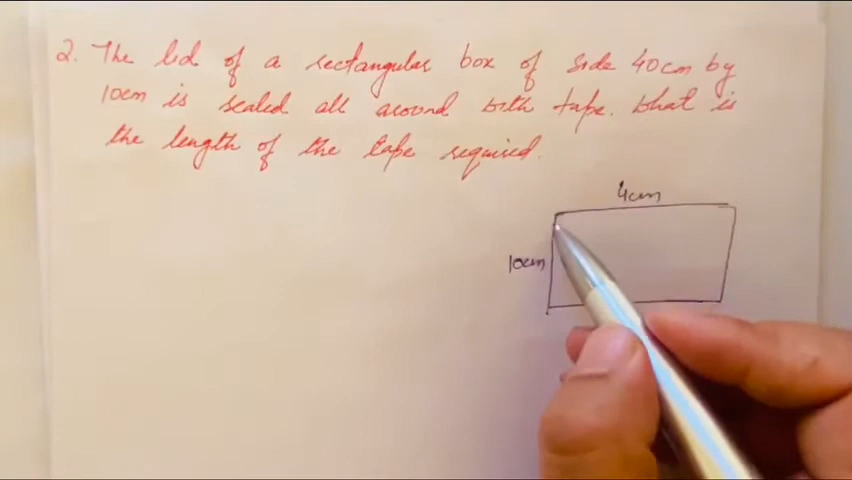 2. The lid of a rectangular box of side 40cm by
10cm is sealed all around with tape. What is
the length of the tape required.
4cm
10cm